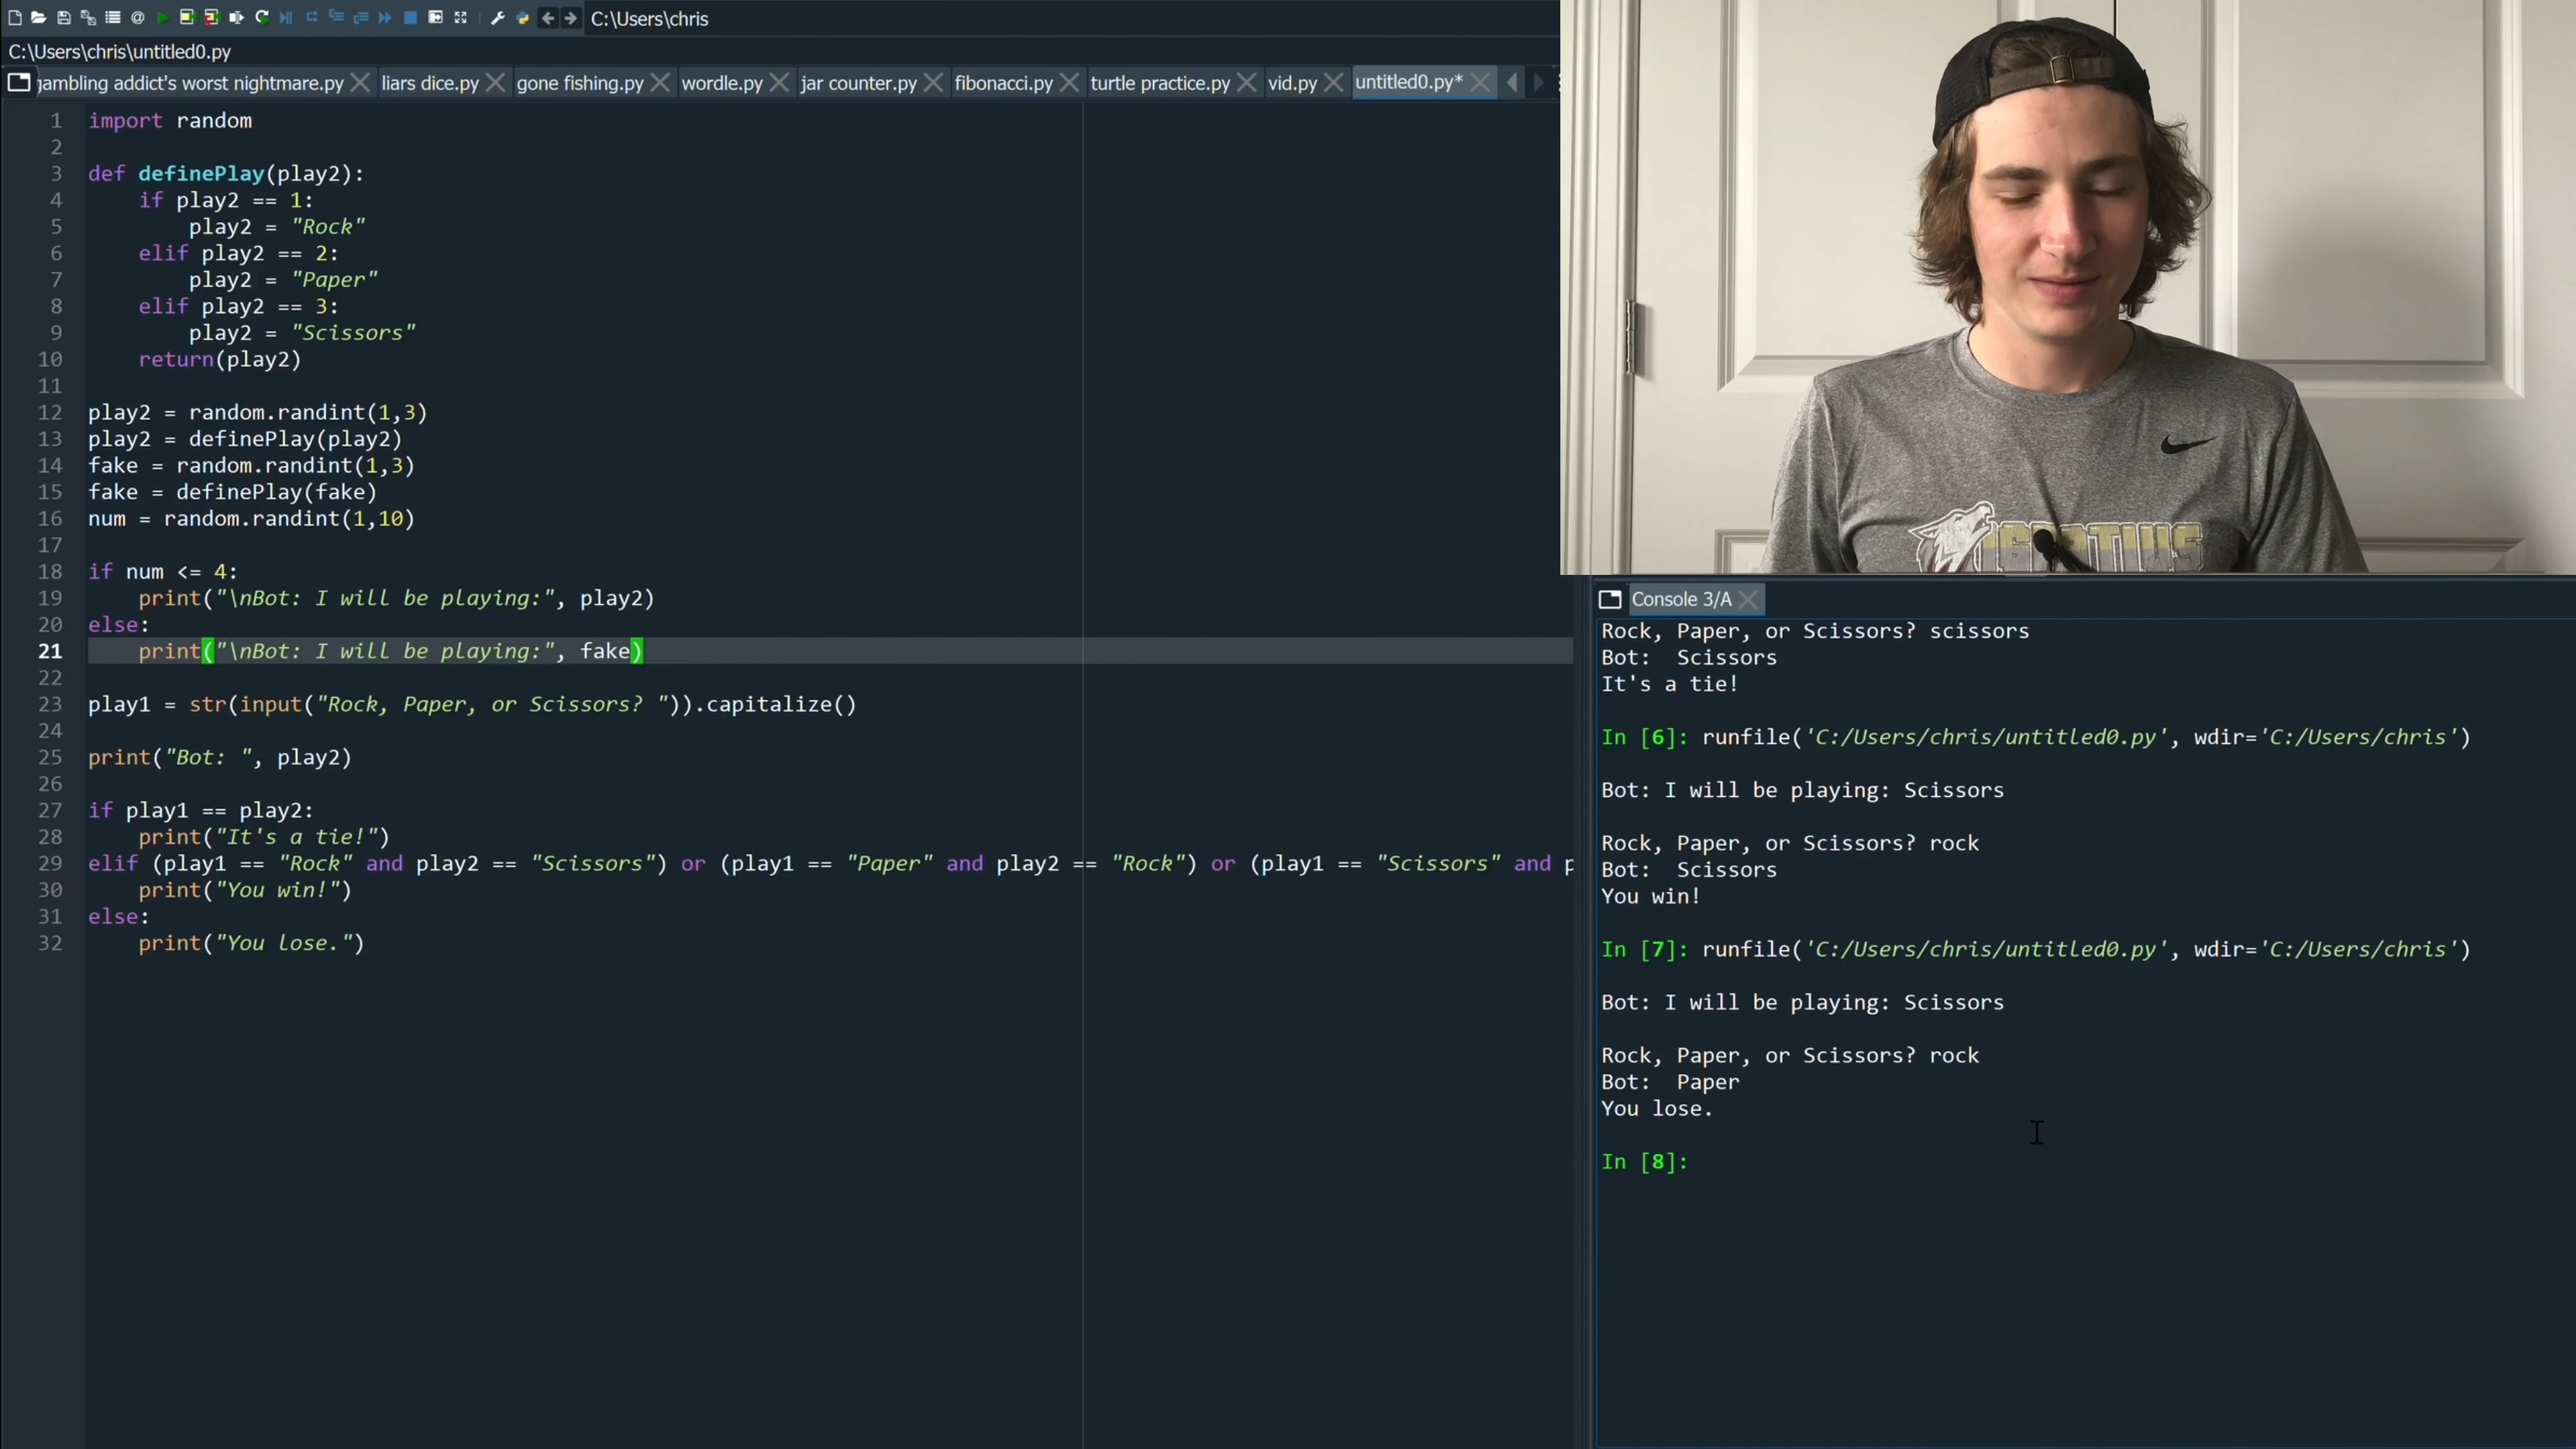 C:\Users\chris
C:\Users\chris\untitled0.py
gambling addict's worst nightmare.py liars dice.py gone fishing.py wordle.py jar counter.py fibonacci.py turtle practice.py vid.py untitled0.py*
1 import random
2
3 def definePlay(play2):
4 if play2 == 1:
5 play2 = "Rock"
6 elif play2 == 2:
7 play2 = "Paper"
8 elif play2 == 3:
9 play2 = "Scissors"
10 return(play2)
11
12 play2 = random.randint(1,3)
13 play2 = definePlay(play2)
14 fake = random.randint(1,3)
15 fake = definePlay(fake)
16 num = random.randint(1,10)
17
18 if num <= 4:
19 print("\nBot: I will be playing:", play2)
20 else:
21 print("\nBot: I will be playing:", fake)
22
23 play1 = str(input("Rock, Paper, or Scissors? ")).capitalize()
24
25 print("Bot: ", play2)
26
27 if play1 == play2:
28 print("It's a tie!")
29 elif (play1 == "Rock" and play2 == "Scissors") or (play1 == "Paper" and play2 == "Rock") or (play1 == "Scissors" and p
30 print("You win!")
31 else:
32 print("You lose.")
IGNATIUS
Console 3/A
Rock, Paper, or Scissors? scissors
Bot:  Scissors
It's a tie!
In [6]: runfile('C:/Users/chris/untitled0.py', wdir='C:/Users/chris')
Bot: I will be playing: Scissors
Rock, Paper, or Scissors? rock
Bot:  Scissors
You win!
In [7]: runfile('C:/Users/chris/untitled0.py', wdir='C:/Users/chris')
Bot: I will be playing: Scissors
Rock, Paper, or Scissors? rock
Bot:  Paper
You lose.
In [8]: